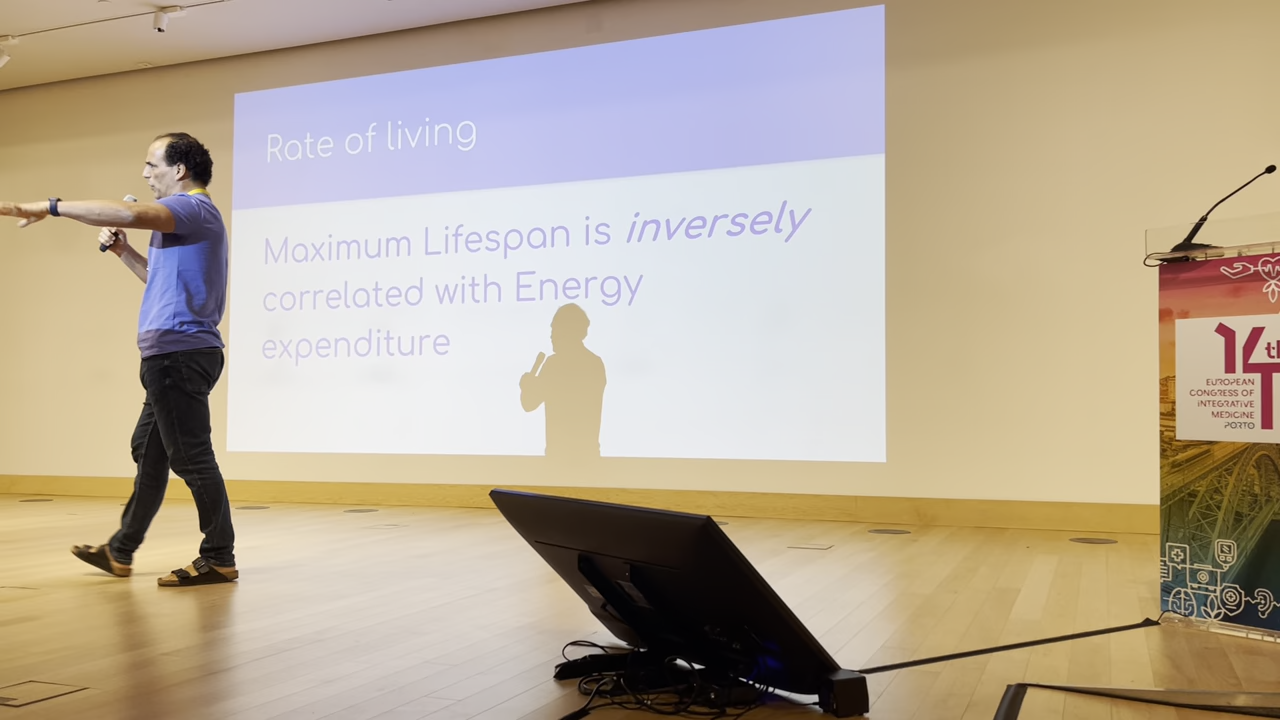 Rate of living
Maximum Lifespan is inversely
correlated with Energy
expenditure
14th
EUROPEAN
CONGRESS OF
INTEGRATIVE
MEDICINE
PORTO